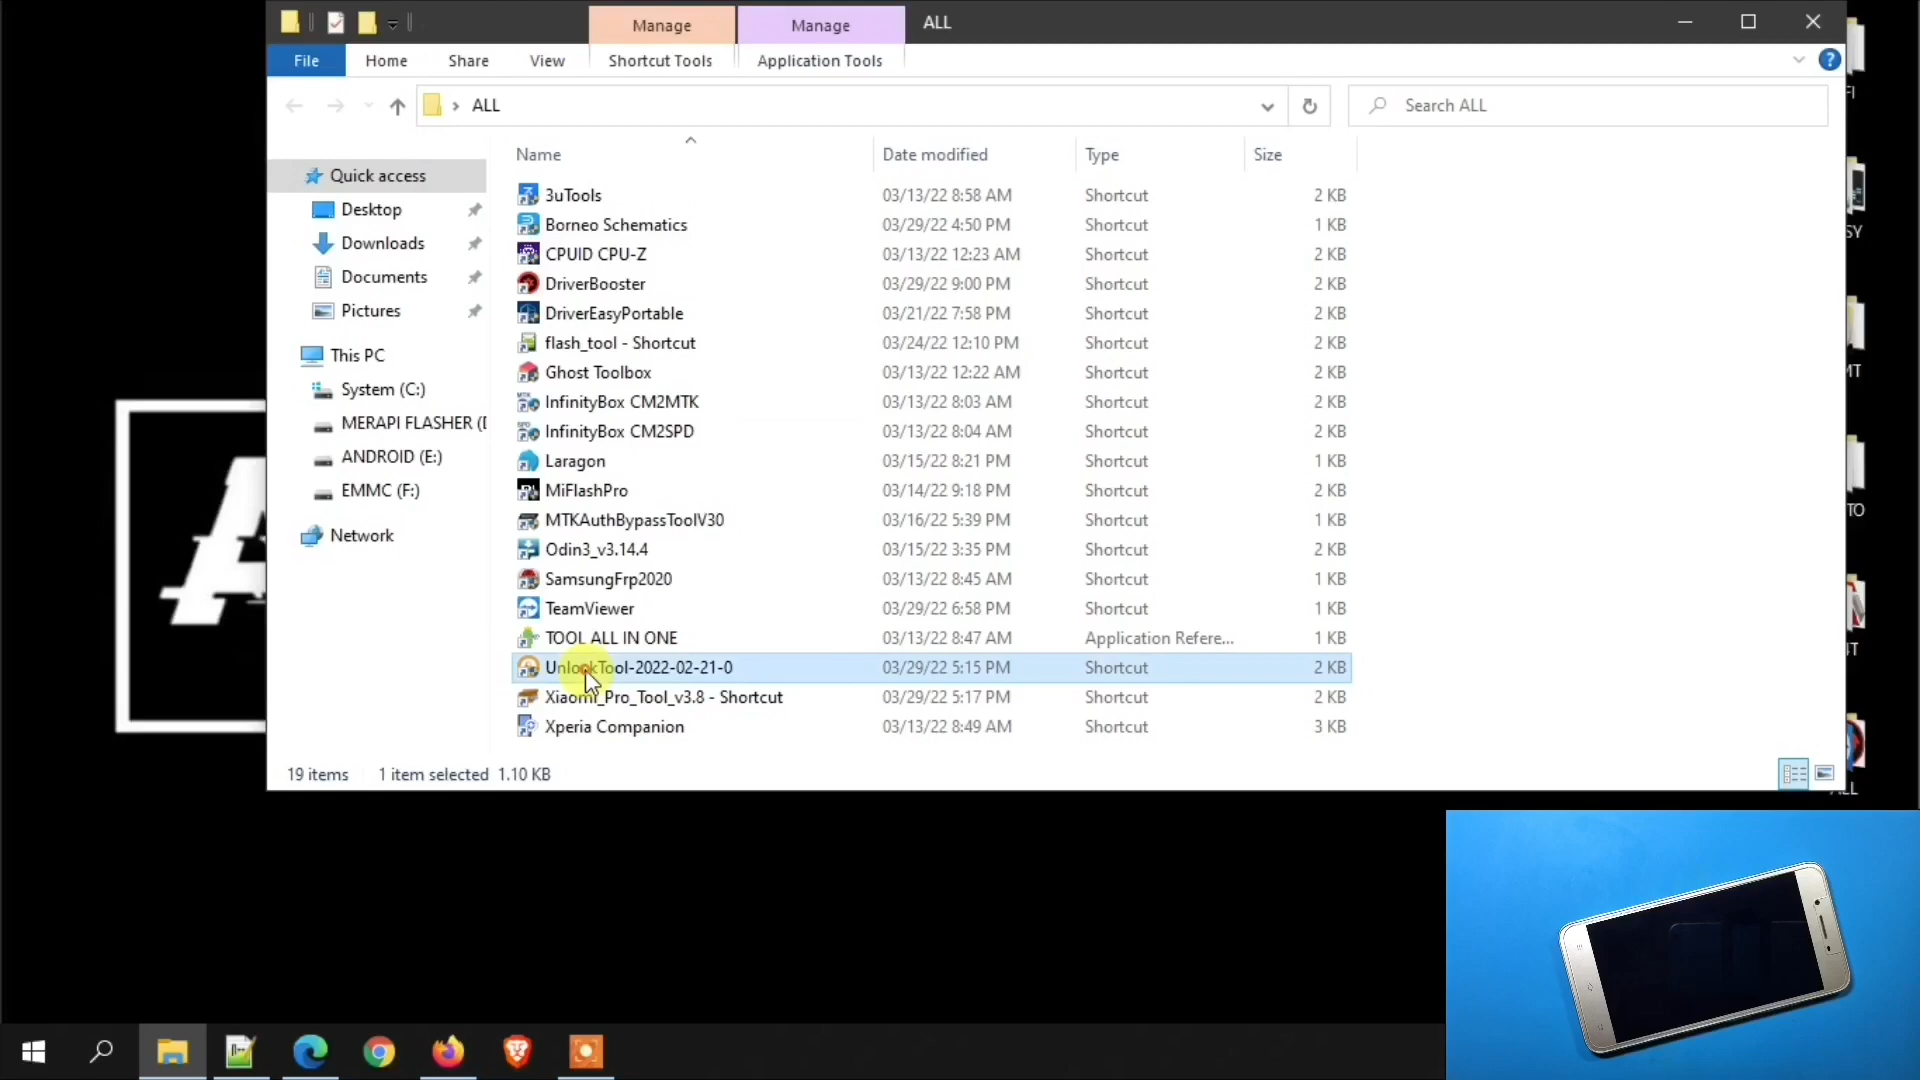 Manage Manage ALL
File Home Share View Shortcut Tools Application Tools
ALL Search ALL
Name Date modified Type Size
Quick access
Desktop
Downloads
Documents
Pictures
This PC
System (C:)
MERAPI FLASHER (
ANDROID (E:)
EMMC (F:)
Network
3uTools 03/13/22 8:58 AM Shortcut 2 KB
Borneo Schematics 03/29/22 4:50 PM Shortcut 1 KB
CPUID CPU-Z 03/13/22 12:23 AM Shortcut 2 KB
DriverBooster 03/29/22 9:00 PM Shortcut 2 KB
DriverEasyPortable 03/21/22 7:58 PM Shortcut 2 KB
flash_tool - Shortcut 03/24/22 12:10 PM Shortcut 2 KB
Ghost Toolbox 03/13/22 12:22 AM Shortcut 2 KB
InfinityBox CM2MTK 03/13/22 8:03 AM Shortcut 2 KB
InfinityBox CM2SPD 03/13/22 8:04 AM Shortcut 2 KB
Laragon 03/15/22 8:21 PM Shortcut 1 KB
MiFlashPro 03/14/22 9:18 PM Shortcut 2 KB
MTKAuthBypassToolV30 03/16/22 5:39 PM Shortcut 1 KB
Odin3_v3.14.4 03/15/22 3:35 PM Shortcut 2 KB
SamsungFrp2020 03/13/22 8:45 AM Shortcut 1 KB
TeamViewer 03/29/22 6:58 PM Shortcut 1 KB
TOOL ALL IN ONE 03/13/22 8:47 AM Application Refere... 1 KB
UnlockTool-2022-02-21-0 03/29/22 5:15 PM Shortcut 2 KB
Xiaomi_Pro_Tool_v3.8 - Shortcut 03/29/22 5:17 PM Shortcut 2 KB
Xperia Companion 03/13/22 8:49 AM Shortcut 3 KB
19 items 1 item selected 1.10 KB